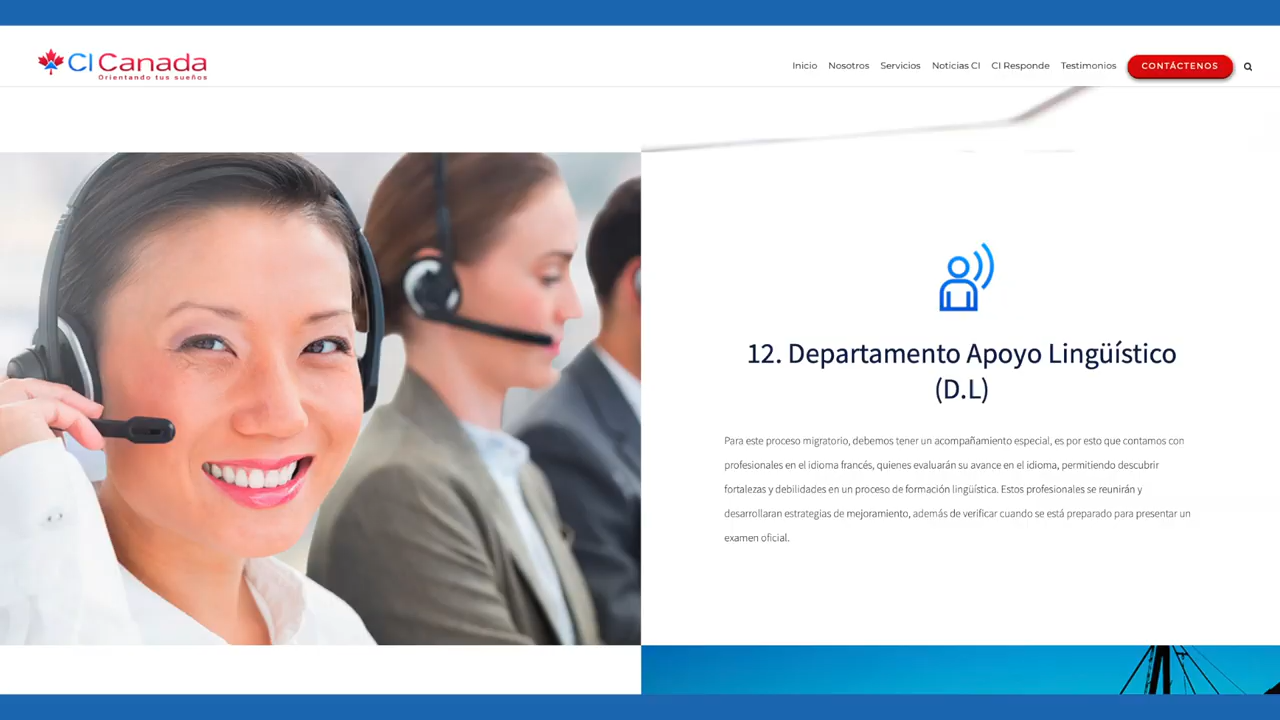 CI Canada
Orientando tus sueños
Inicio Nosotros Servicios Noticias CI CI Responde Testimonios CONTÁCTENOS
12. Departamento Apoyo Lingüístico
(D.L)
Para este proceso migratorio, debemos tener un acompañamiento especial, es por esto que contamos con
profesionales en el idioma francés, quienes evaluarán su avance en el idioma, permitiendo descubrir
fortalezas y debilidades en un proceso de formación lingüística. Estos profesionales se reunirán y
desarrollaran estrategias de mejoramiento, además de verificar cuando se está preparado para presentar un
examen oficial.